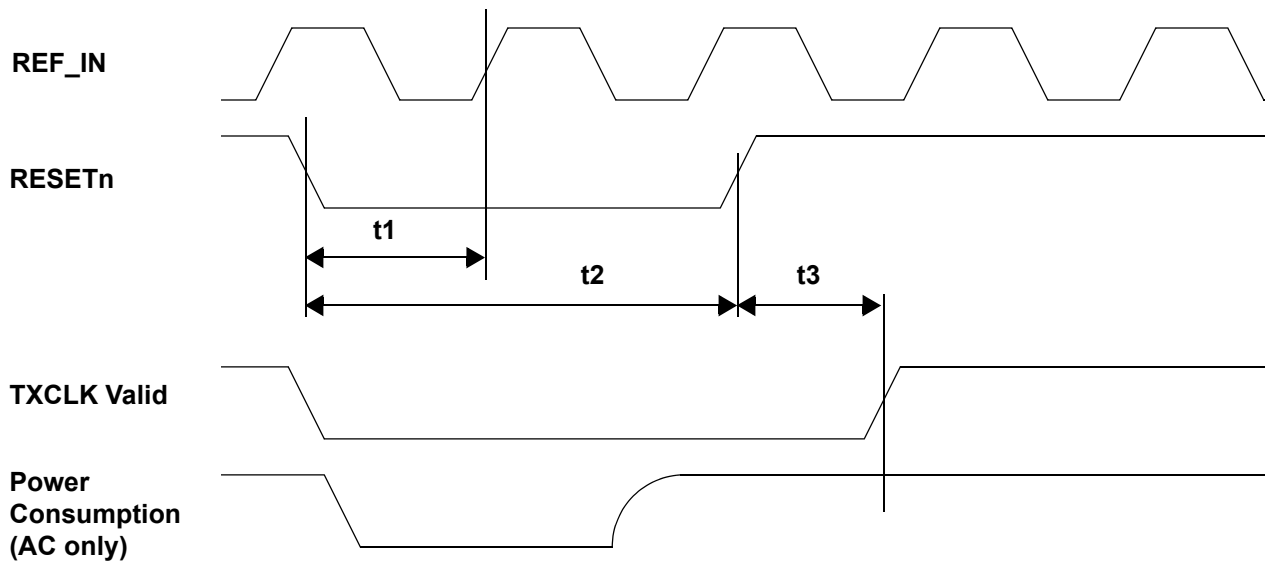 REF_IN
RESETn
t1
t2
t3
TXCLK Valid
Power
Consumption
(AC only)